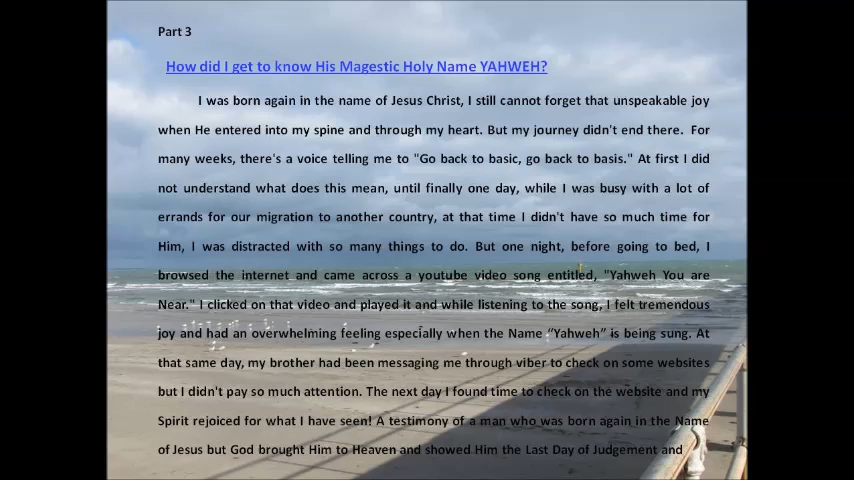 Part 3
How did I get to know His Magestic Holy Name YAHWEH?
I was born again in the name of Jesus Christ, I still cannot forget that unspeakable joy
when He entered into my spine and through my heart. But my journey didn't end there. For
many weeks, there's a voice telling me to "Go back to basic, go back to basis." At first I did
not understand what does this mean, until finally one day, while I was busy with a lot of
errands for our migration to another country, at that time I didn't have so much time for
Him, I was distracted with so many things to do. But one night, before going to bed, I
browsed the internet and came across a youtube video song entitled, "Yahweh You are
Near." I clicked on that video and played it and while listening to the song, I felt tremendous
joy and had an overwhelming feeling especially when the Name “Yahweh” is being sung. At
that same day, my brother had been messaging me through viber to check on some websites
but I didn't pay so much attention. The next day I found time to check on the website and my
Spirit rejoiced for what I have seen! A testimony of a man who was born again in the Name
of Jesus but God brought Him to Heaven and showed Him the Last Day of Judgement and